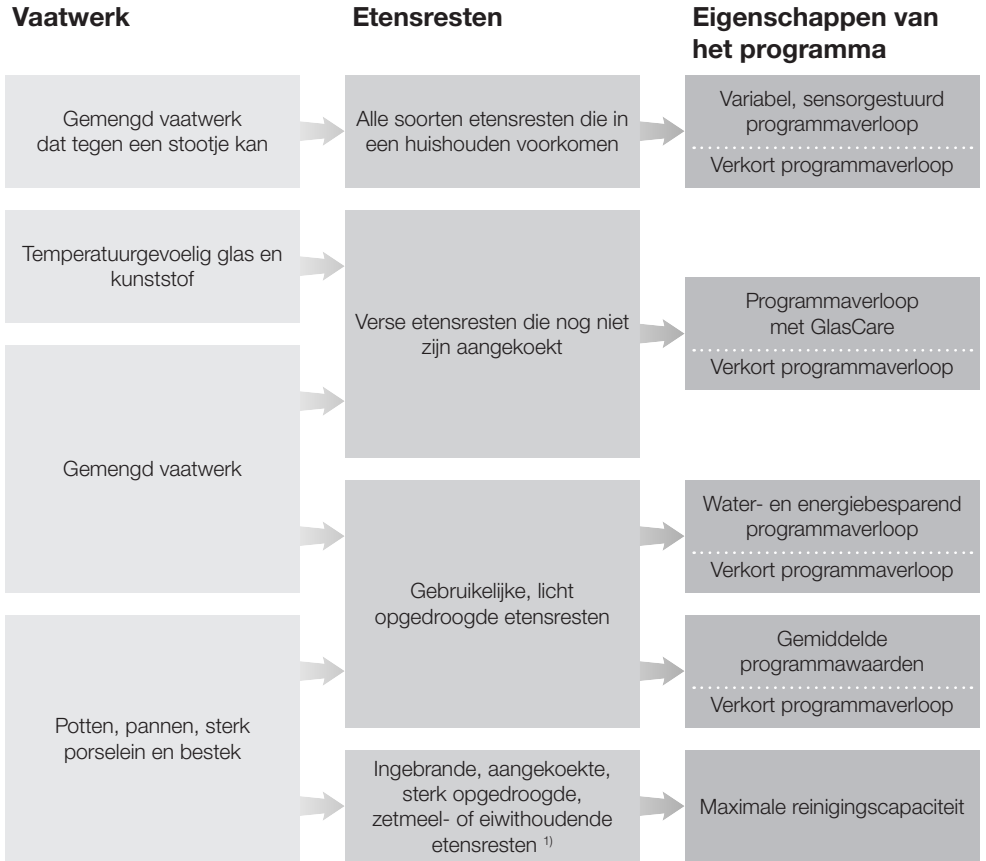 Vaatwerk
Etensresten
Eigenschappen van
het programma
Gemengd vaatwerk
dat tegen een stootje kan
Alle soorten etensresten die in
een huishouden voorkomen
Variabel, sensorgestuurd
programmaverloop
Verkort programmaverloop
Temperatuurgevoelig glas en
kunststof
Verse etensresten die nog niet
zijn aangekoekt
Programmaverloop
met GlasCare
Verkort programmaverloop
Gemengd vaatwerk
Gebruikelijke, licht
opgedroogde etensresten
Water- en energiebesparend
programmaverloop
Verkort programmaverloop
Gemiddelde
programmawaarden
Verkort programmaverloop
Potten, pannen, sterk
porselein en bestek
Ingebrande, aangekoekte,
sterk opgedroogde,
zetmeel- of eiwithoudende
etensresten 1)
Maximale reinigingscapaciteit